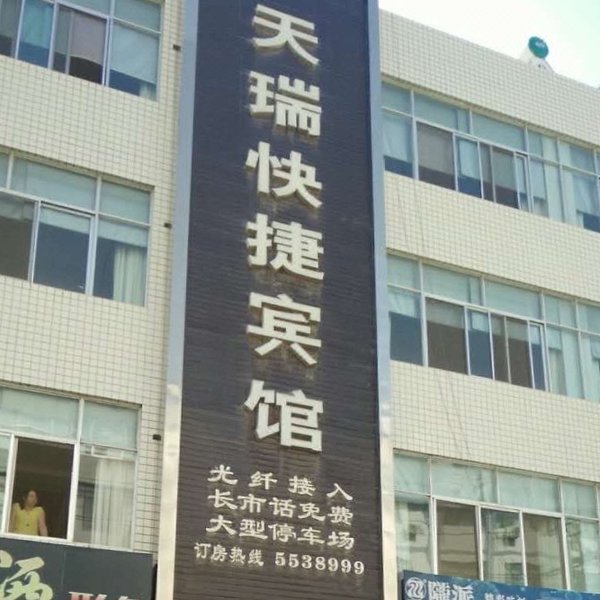 天瑞快捷宾馆
光纤接入
长市话免费
大型停车场
订房热线 5538999